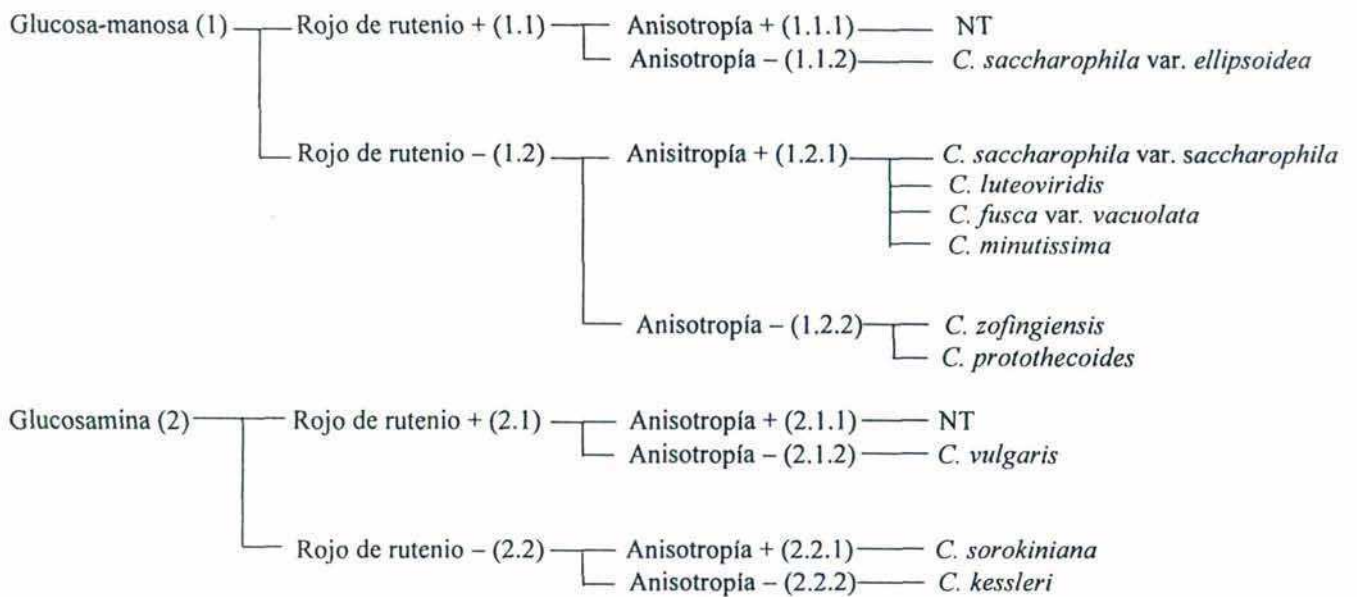 Glucosa-manosa (1) Rojo de rutenio + (1.1) Anisotropía + (1.1.1) NT
Anisotropía – (1.1.2) C. saccharophila var. ellipsoidea
Rojo de rutenio – (1.2) Anisitropía + (1.2.1) C. saccharophila var. saccharophila
C. luteoviridis
C. fusca var. vacuolata
C. minutissima
Anisotropía – (1.2.2) C. zofingiensis
C. protothecoides
Glucosamina (2) Rojo de rutenio + (2.1) Anisotropía + (2.1.1) NT
Anisotropía – (2.1.2) C. vulgaris
Rojo de rutenio – (2.2) Anisotropía + (2.2.1) C. sorokiniana
Anisotropía – (2.2.2) C. kessleri